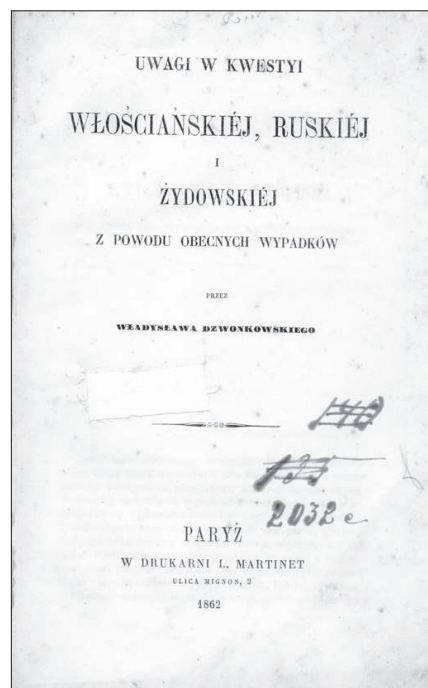 UWAGI W KWESTYI
WŁOŚCIAŃSKIÉJ, RUSKIÉJ
I
ŻYDOWSKIÉJ
Z POWODU OBECNYCH WYPADKÓW
PRZEZ
WŁADYSŁAWA DZWONKOWSKIEGO
2032 c
PARYŻ
W DRUKARNI L. MARTINET
ULICA MIGNON, 2
1862